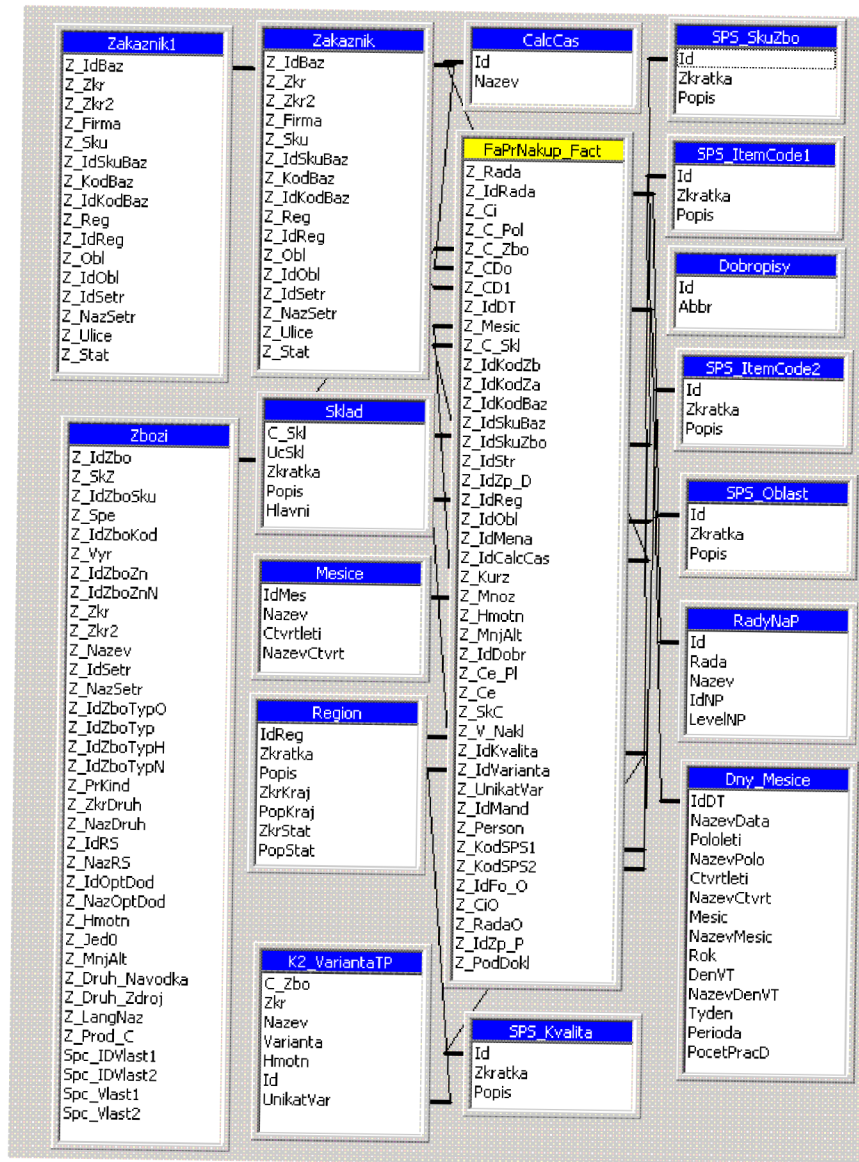 Zakaznik1
Z_IdBaz
Z_Zkr
Z_Zkr2
Z_Firma
Z_Sku
Z_IdSkuBaz
Z_KodBaz
Z_IdKodBaz
Z_Reg
Z_IdReg
Z_Obl
Z_IdObl
Z_IdSetr
Z_NazSetr
Z_Ulice
Z_Stat
Zakaznik
Z_IdBaz
Z_Zkr
Z_Zkr2
Z_Firma
Z_Sku
Z_IdSkuBaz
Z_KodBaz
Z_IdKodBaz
Z_Reg
Z_IdReg
Z_Obl
Z_IdObl
Z_IdSetr
Z_NazSetr
Z_Ulice
Z_Stat
CalcCas
Id
Nazev
SPS_SkuZbo
Id
Zkratka
Popis
FaPrNakup_Fact
Z_Rada
Z_IdRada
Z_Ci
Z_C_Pol
Z_C_Zbo
Z_CDo
Z_CD1
Z_IdDT
Z_Mesic
Z_C_Skl
Z_IdKodZb
Z_IdKodZa
Z_IdKodBaz
Z_IdSkuBaz
Z_IdSkuZbo
Z_IdStr
Z_IdZp_D
Z_IdReg
Z_IdObl
Z_IdMena
Z_IdCalcCas
Z_Kurz
Z_Mnoz
Z_Hmotn
Z_MnjAlt
Z_IdDobr
Z_Ce_Pl
Z_Ce
Z_SkC
Z_V_Nakl
Z_IdKvalita
Z_IdVarianta
Z_UnikatVar
Z_IdMand
Z_Person
Z_KodSPS1
Z_KodSPS2
Z_IdFo_O
Z_CiO
Z_RadaO
Z_IdZp_P
Z_PodDokl
SPS_ItemCode1
Id
Zkratka
Popis
Dobropisy
Id
Abbr
SPS_ItemCode2
Id
Zkratka
Popis
SPS_Oblast
Id
Zkratka
Popis
RadyNaP
Id
Rada
Nazev
IdNP
LevelNP
Dny_Mesice
IdDT
NazevData
Pololeti
NazevPolo
Ctvrtleti
NazevCtvrt
Mesic
NazevMesic
Rok
DenVT
NazevDenVT
Tyden
Perioda
PocetPracD
Zbozi
Z_IdZbo
Z_SkZ
Z_IdZboSku
Z_Spe
Z_IdZboKod
Z_Vyr
Z_IdZboZn
Z_IdZboZnN
Z_Zkr
Z_Zkr2
Z_Nazev
Z_IdSetr
Z_NazSetr
Z_IdZboTypO
Z_IdZboTyp
Z_IdZboTypH
Z_IdZboTypN
Z_PrKind
Z_ZkrDruh
Z_NazDruh
Z_IdRS
Z_NazRS
Z_IdOptDod
Z_NazOptDod
Z_Hmotn
Z_Jed0
Z_MnjAlt
Z_Druh_Navodka
Z_Druh_Zdroj
Z_LangNaz
Z_Prod_C
Spc_IDVlast1
Spc_IDVlast2
Spc_Vlast1
Spc_Vlast2
Sklad
C_Skl
UcSkl
Zkratka
Popis
Hlavni
Mesice
IdMes
Nazev
Ctvrtleti
NazevCtvrt
Region
IdReg
Zkratka
Popis
ZkrKraj
PopKraj
ZkrStat
PopStat
K2_VariantaTP
C_Zbo
Zkr
Nazev
Varianta
Hmotn
Id
UnikatVar
SPS_Kvalita
Id
Zkratka
Popis